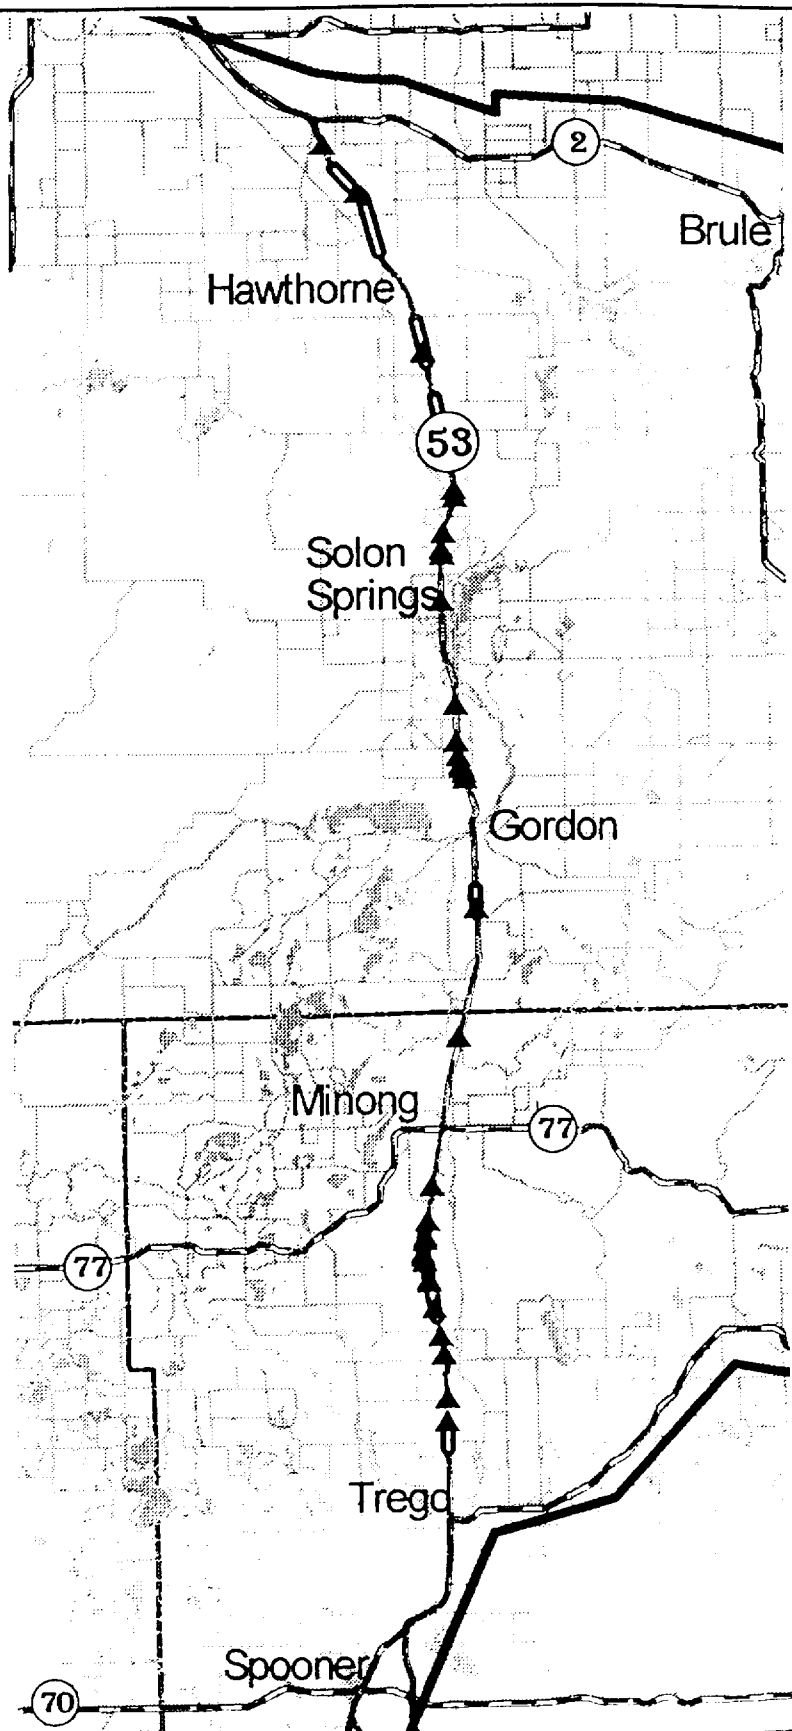 2
Brule
Hawthorne
53
Solon
Springs
Gordon
Minong
77
77
Trego
Spooner
70